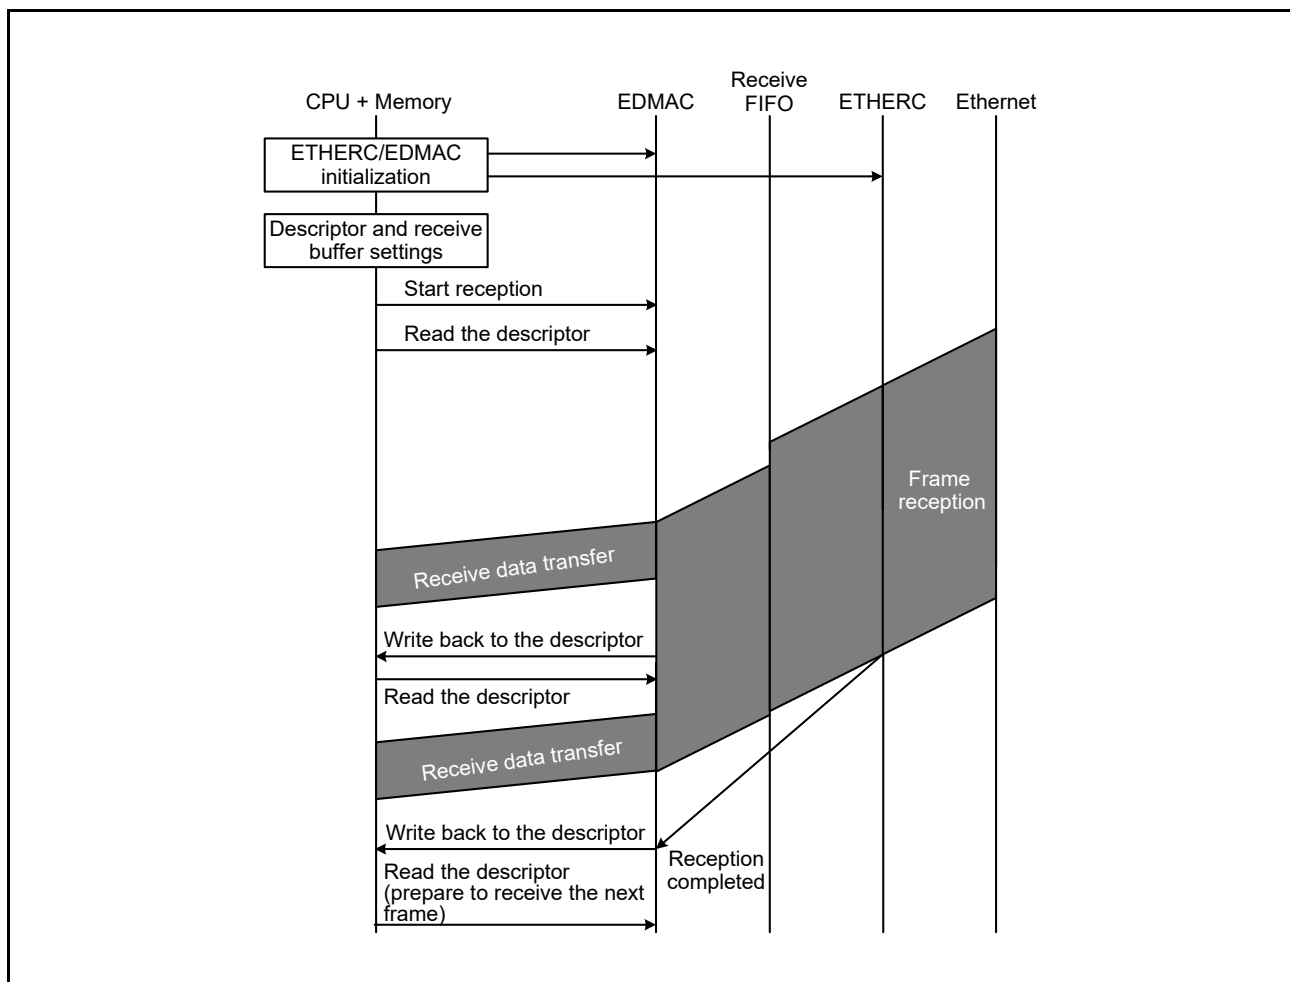 CPU + Memory
EDMAC
Receive
FIFO
ETHERC
Ethernet
ETHERC/EDMAC
initialization
Descriptor and receive
buffer settings
Start reception
Read the descriptor
Frame
reception
Receive data transfer
Write back to the descriptor
Read the descriptor
Receive data transfer
Write back to the descriptor
Reception
completed
Read the descriptor
(prepare to receive the next
frame)